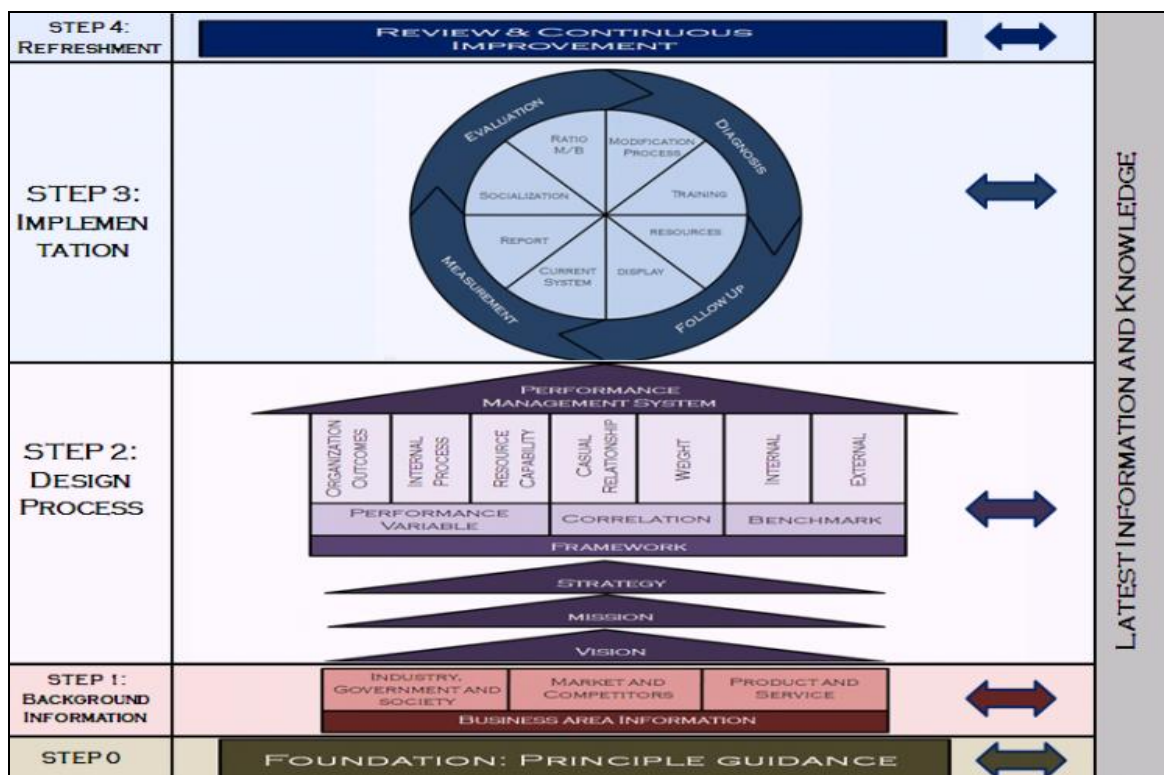 STEP 4:
REFRESHMENT
REVIEW & CONTINUOUS
IMPROVEMENT
STEP 3:
IMPLEMEN
TATION
EVALUATION
DIAGNOSIS
FOLLOW UP
MEASUREMENT
RATIO
M/B
MODIFICATION
PROCESS
SOCIALIZATION
TRAINING
REPORT
RESOURCES
CURRENT
SYSTEM
DISPLAY
STEP 2:
DESIGN
PROCESS
PERFORMANCE
MANAGEMENT SYSTEM
ORGANIZATION
OUTCOMES
INTERNAL
PROCESS
RESOURCE
CAPABILITY
CASUAL
RELATIONSHIP
WEIGHT
INTERNAL
EXTERNAL
PERFORMANCE
VARIABLE
CORRELATION
BENCHMARK
FRAMEWORK
STRATEGY
MISSION
VISION
STEP 1:
BACKGROUND
INFORMATION
INDUSTRY,
GOVERNMENT AND
SOCIETY
MARKET AND
COMPETITORS
PRODUCT AND
SERVICE
BUSINESS AREA INFORMATION
STEP 0
FOUNDATION: PRINCIPLE GUIDANCE
LATEST INFORMATION AND KNOWLEDGE